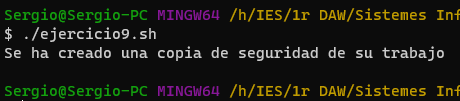 Sergio@Sergio-PC MINGW64 /h/IES/1r DAW/Sistemes Inf
$ ./ejercicio9.sh
Se ha creado una copia de seguridad de su trabajo
Sergio@Sergio-PC MINGW64 /h/IES/1r DAW/Sistemes Inf